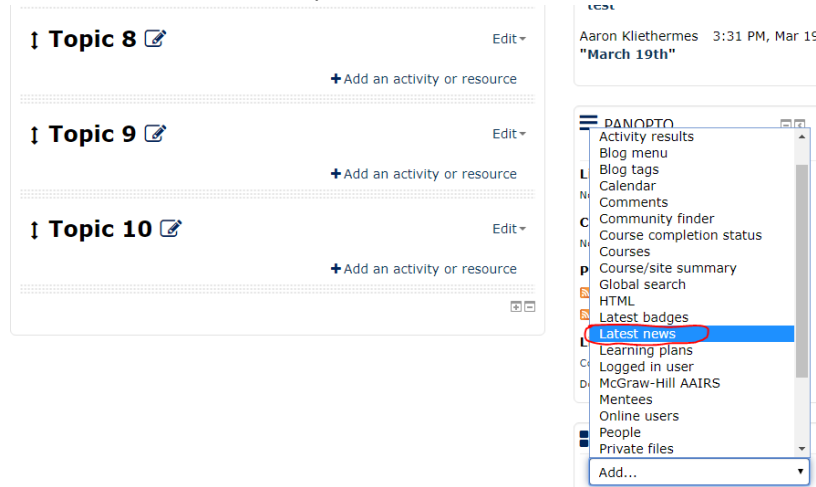 Topic 8
Edit
Add an activity or resource
Topic 9
Edit
Add an activity or resource
Topic 10
Edit
Add an activity or resource
test
Aaron Kliethermes 3:31 PM, Mar 19
"March 19th"
PANOPTO
Activity results
Blog menu
Blog tags
Calendar
Comments
Community finder
Course completion status
Courses
Course/site summary
Global search
HTML
Latest badges
Latest news
Learning plans
Logged in user
McGraw-Hill AAIRS
Mentees
Online users
People
Private files
Add...